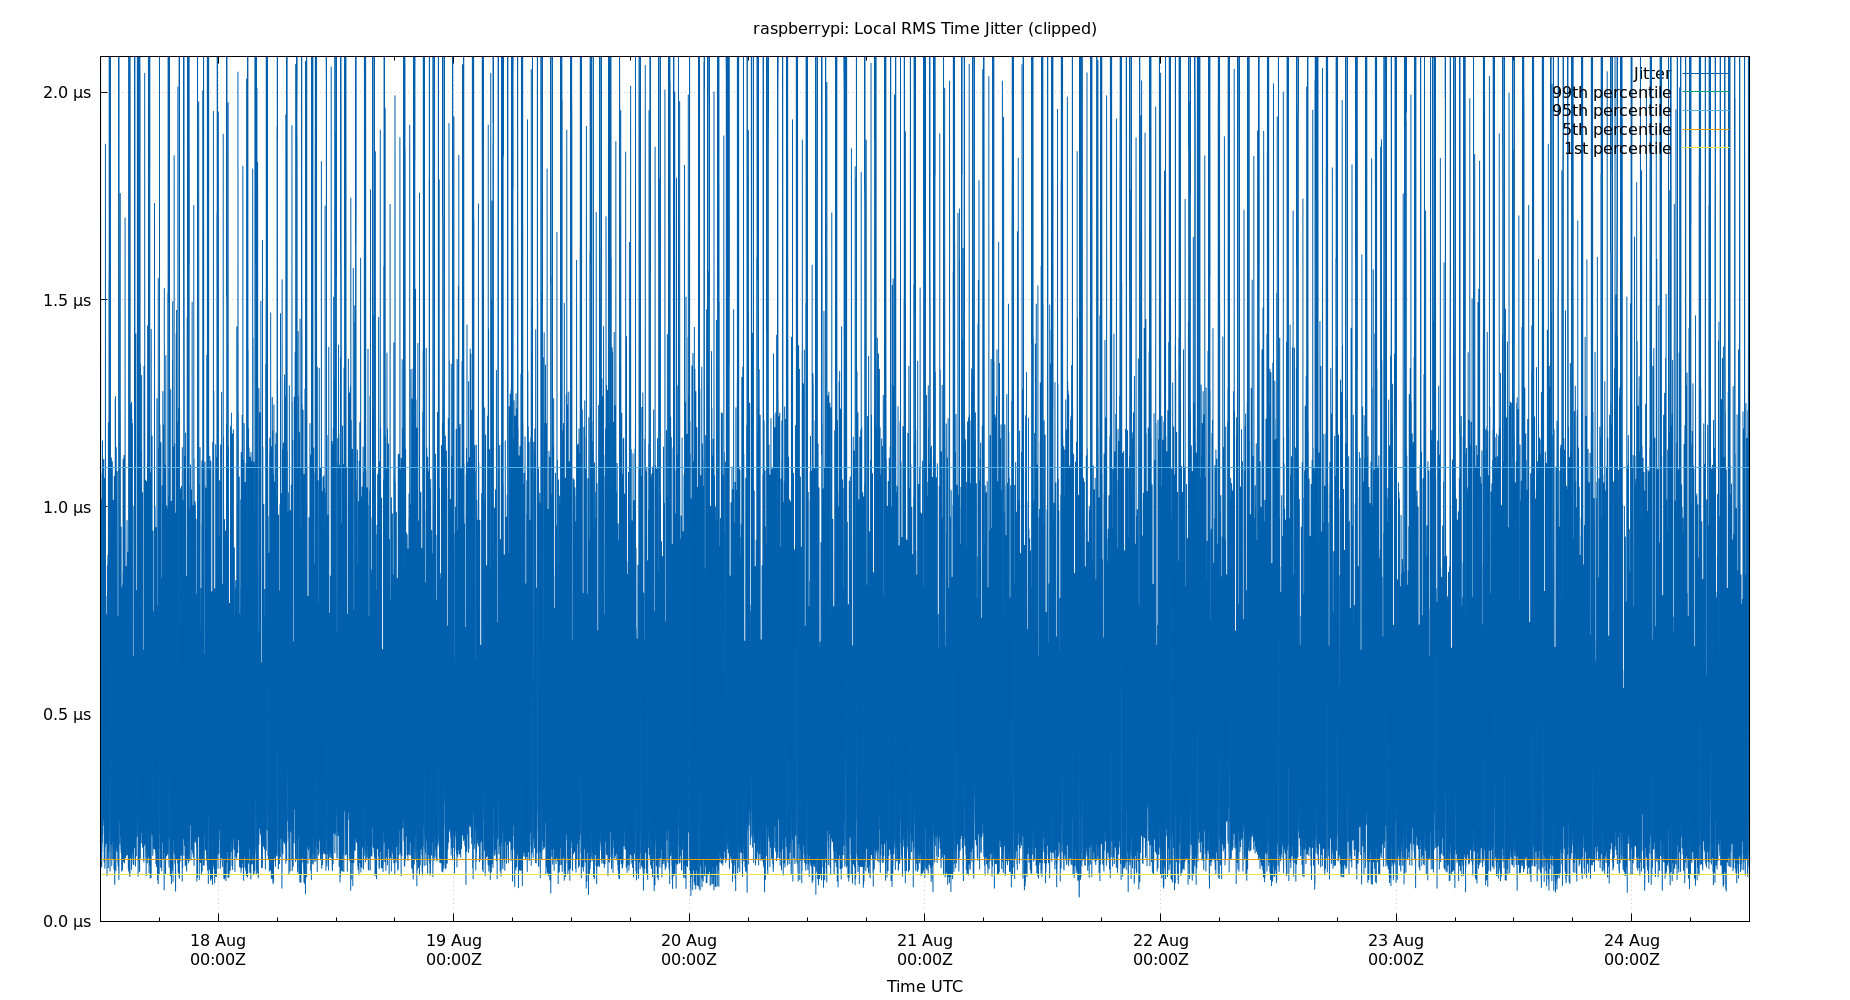 raspberrypi: Local RMS Time Jitter (clipped)
2.0 µs
1.5 µs
1.0 µs
0.5 µs
0.0 µs
Jitter
99th percentile
95th percentile
5th percentile
1st percentile
18 Aug
00:00Z
19 Aug
00:00Z
20 Aug
00:00Z
21 Aug
00:00Z
22 Aug
00:00Z
23 Aug
00:00Z
24 Aug
00:00Z
Time UTC